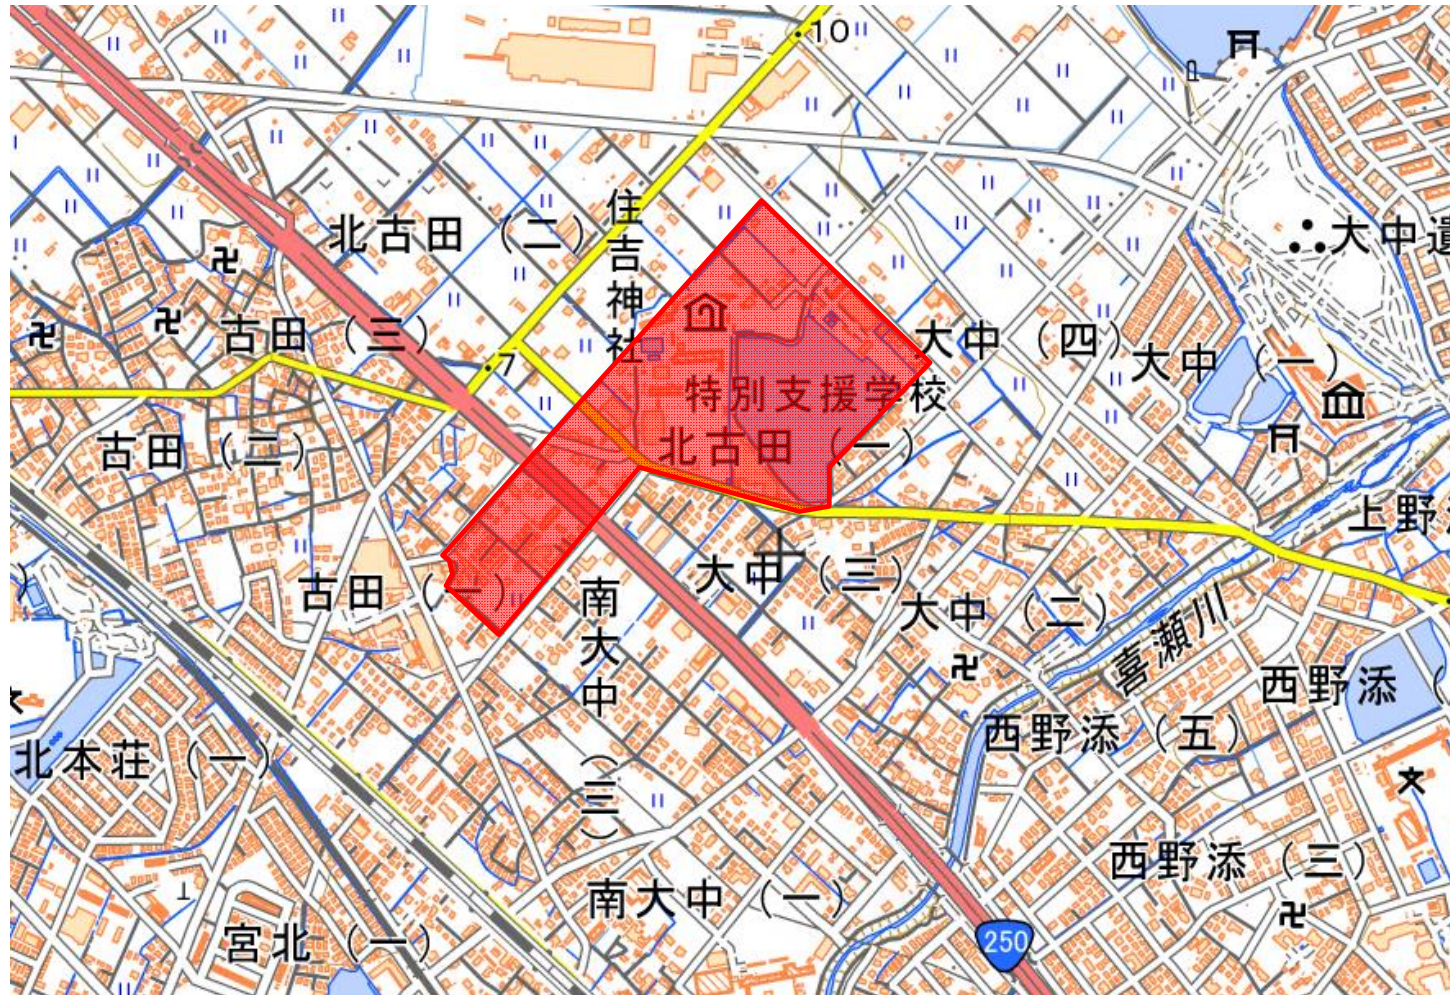 10
住吉神社
北古田（二）
大中遺
古田（三）
7
大中（四）
大中（一）
特別支援学校
北古田（一）
古田（二）
上野
大中（三）
古田（一）
南大中（三）
大中（二）
喜瀬川
西野添（
西野添（五）
北本荘（一）
西野添（三）
南大中（一）
宮北（一）
250